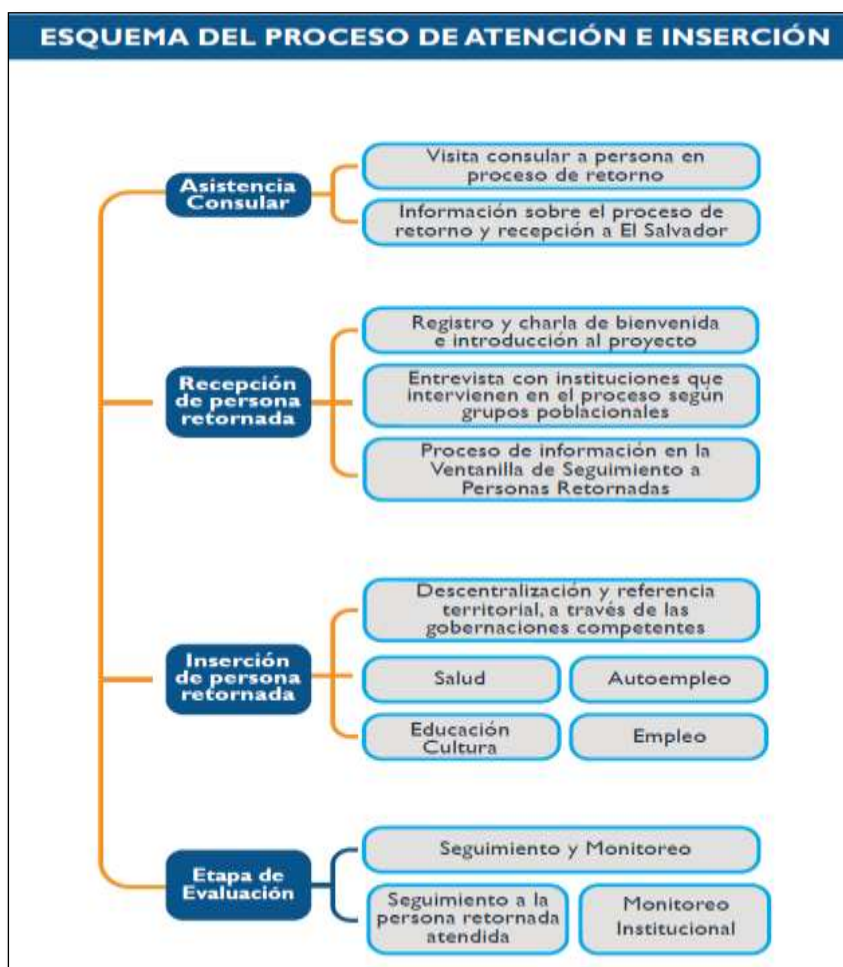 ESQUEMA DEL PROCESO DE ATENCIÓN E INSERCIÓN
Asistencia
Consular
Visita consular a persona en
proceso de retorno
Información sobre el proceso de
retorno y recepción a El Salvador
Recepción
de persona
retornada
Registro y charla de bienvenida
e introducción al proyecto
Entrevista con instituciones que
intervienen en el proceso según
grupos poblacionales
Proceso de información en la
Ventanilla de Seguimiento a
Personas Retornadas
Inserción
de persona
retornada
Descentralización y referencia
territorial, a través de las
gobernaciones competentes
Salud
Autoempleo
Educación
Cultura
Empleo
Etapa de
Evaluación
Seguimiento y Monitoreo
Seguimiento a la
persona retornada
atendida
Monitoreo
Institucional